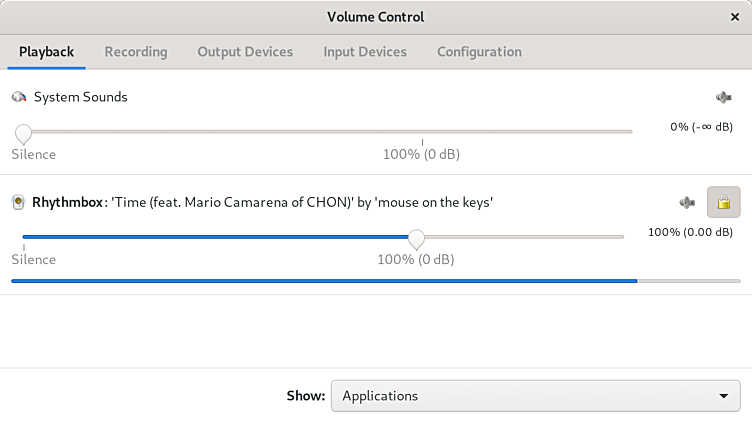 Volume Control
Playback Recording Output Devices Input Devices Configuration
System Sounds
0% (-∞ dB)
Silence 100% (0 dB)
Rhythmbox: 'Time (feat. Mario Camarena of CHON)' by 'mouse on the keys'
100% (0.00 dB)
Silence 100% (0 dB)
Show: Applications